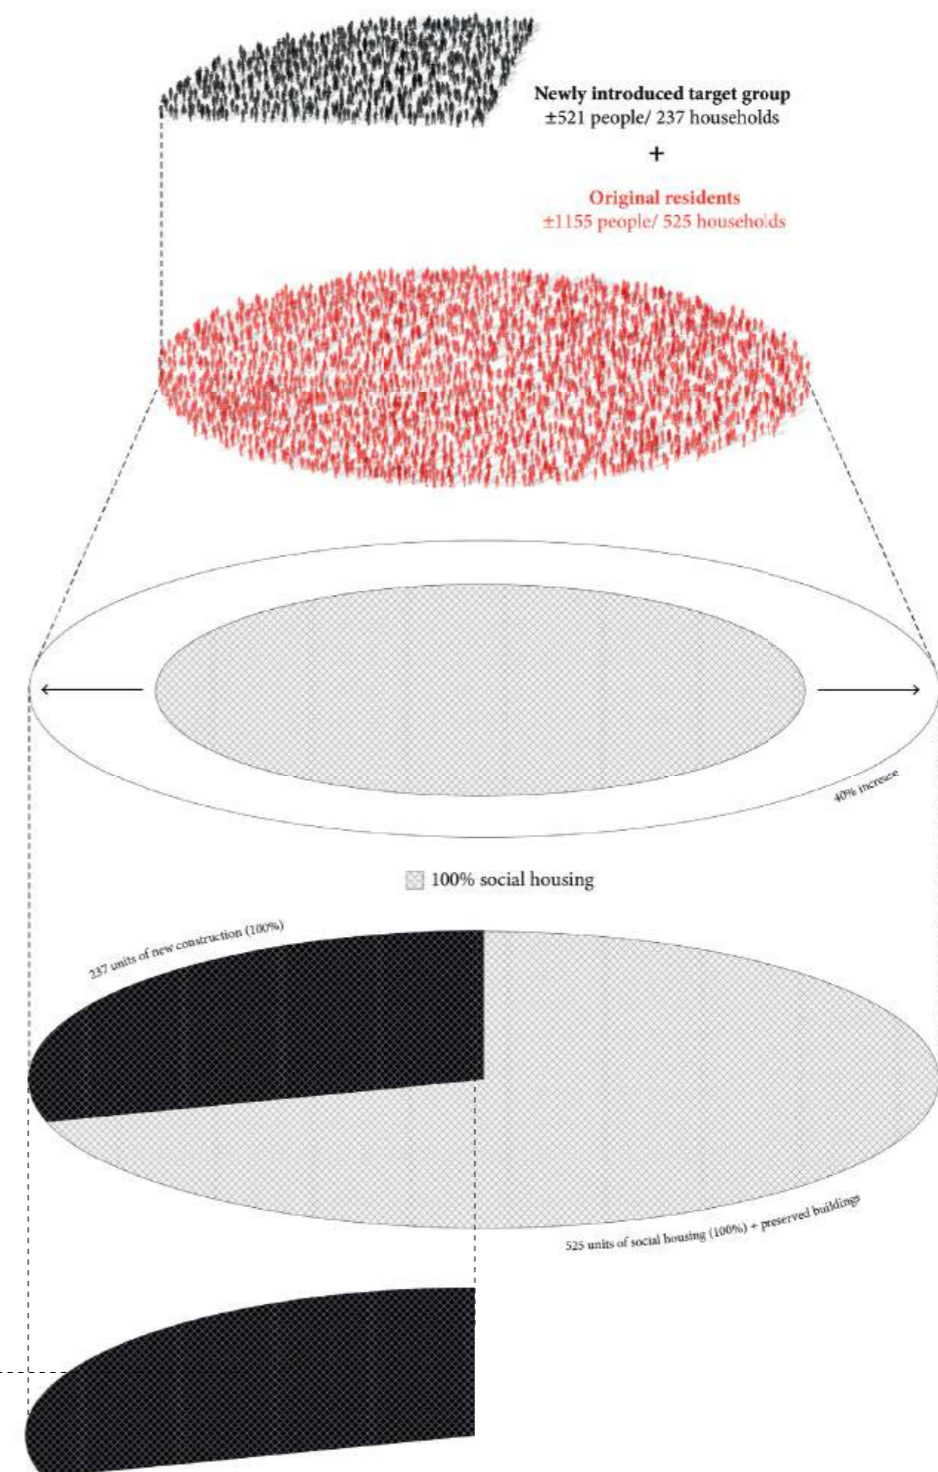 Newly introduced target group
±521 people/ 237 households
+
Original residents
±1155 people/ 525 households
40% increase
100% social housing
237 units of new construction (100%)
525 units of social housing (100%) + preserved buildings